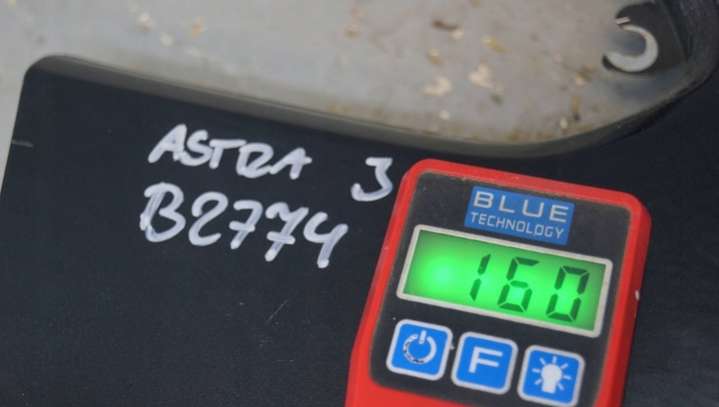 ASTRA J
B2774
BLUE
TECHNOLOGY
160
F